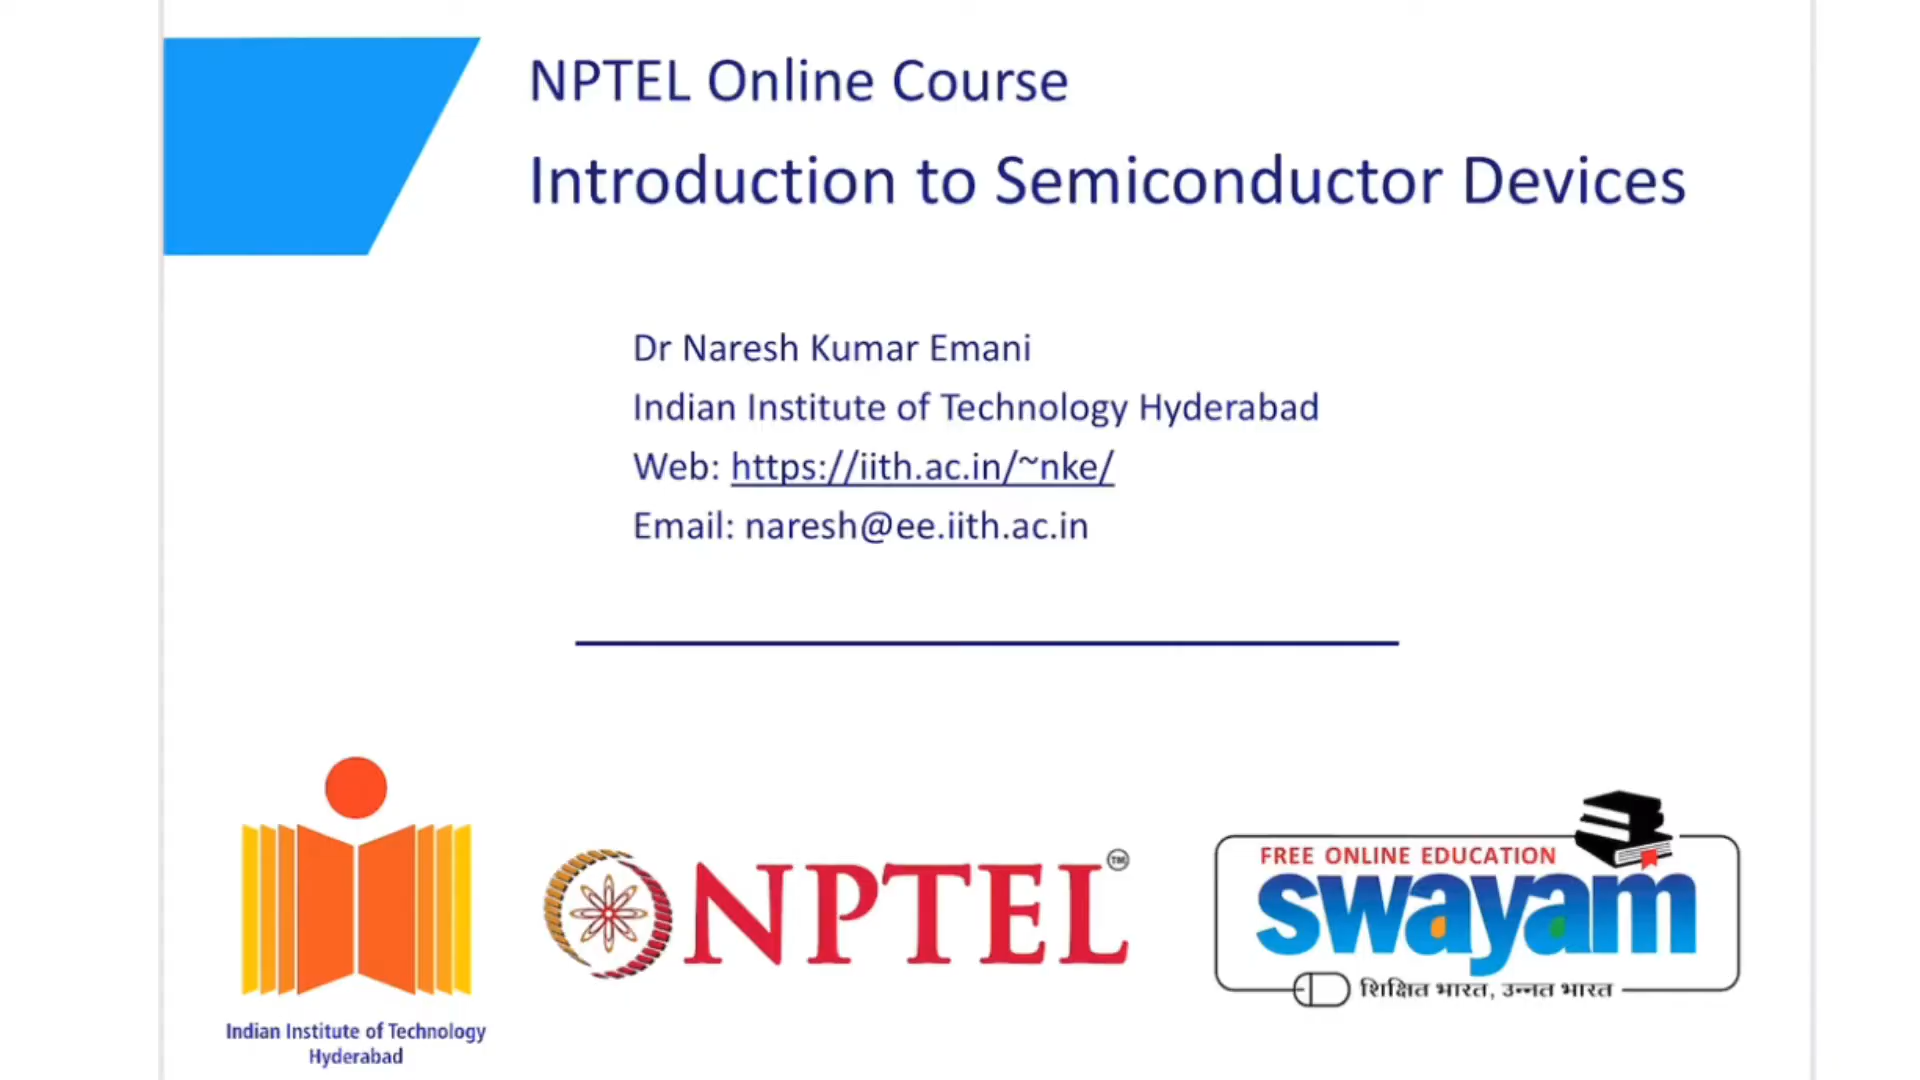 NPTEL Online Course
Introduction to Semiconductor Devices
Dr Naresh Kumar Emani
Indian Institute of Technology Hyderabad
Web: https://iith.ac.in/~nke/
Email: naresh@ee.iith.ac.in
Indian Institute of Technology
Hyderabad
NPTEL ™
FREE ONLINE EDUCATION
swayam
शिक्षित भारत, उन्नत भारत